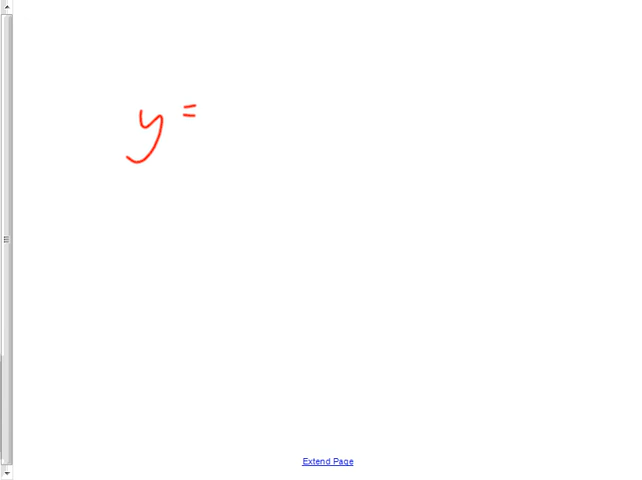 y =
Extend Page